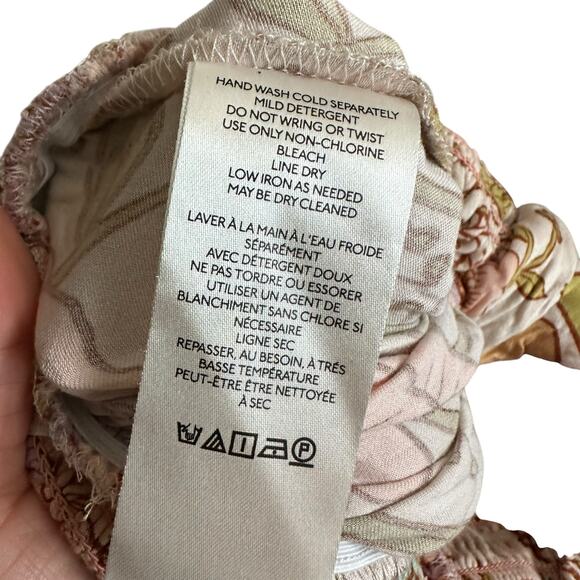 HAND WASH COLD SEPARATELY
MILD DETERGENT
DO NOT WRING OR TWIST
USE ONLY NON-CHLORINE
BLEACH
LINE DRY
LOW IRON AS NEEDED
MAY BE DRY CLEANED
LAVER À LA MAIN À L'EAU FROIDE
SÉPARÉMENT
AVEC DÉTERGENT DOUX
NE PAS TORDRE OU ESSORER
UTILISER UN AGENT DE
BLANCHIMENT SANS CHLORE SI
NÉCESSAIRE
LIGNE SEC
REPASSER, AU BESOIN, À TRÈS
BASSE TEMPÉRATURE
PEUT-ÊTRE ÊTRE NETTOYÉE
À SEC